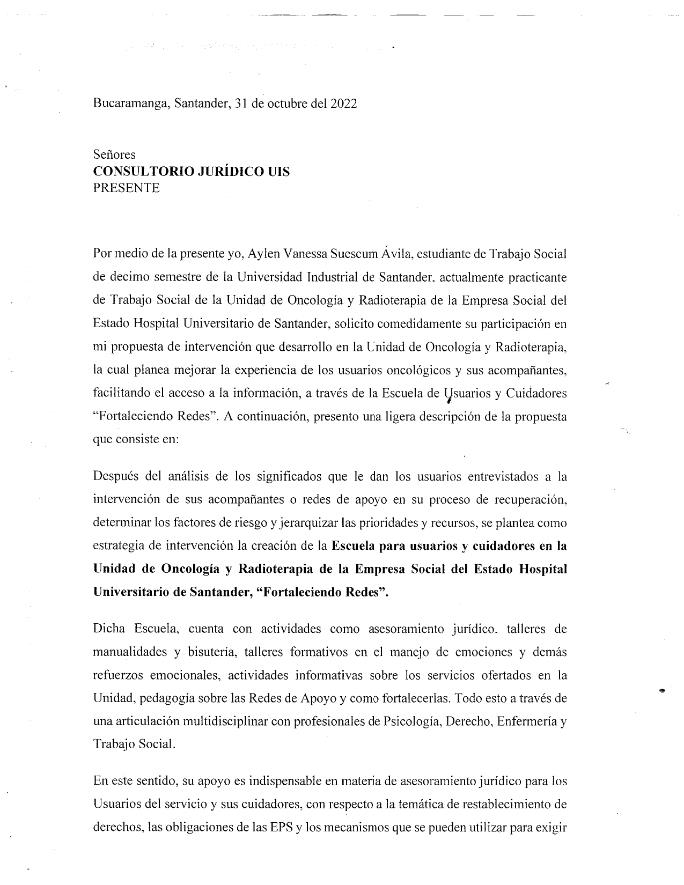 Bucaramanga, Santander, 31 de octubre del 2022
Señores
CONSULTORIO JURÍDICO UIS
PRESENTE
Por medio de la presente yo, Aylen Vanessa Suescum Ávila, estudiante de Trabajo Social
de decimo semestre de la Universidad Industrial de Santander, actualmente practicante
de Trabajo Social de la Unidad de Oncología y Radioterapia de la Empresa Social del
Estado Hospital Universitario de Santander, solicito comedidamente su participación en
mi propuesta de intervención que desarrollo en la Unidad de Oncología y Radioterapia,
la cual planea mejorar la experiencia de los usuarios oncológicos y sus acompañantes,
facilitando el acceso a la información, a través de la Escuela de Usuarios y Cuidadores
“Fortaleciendo Redes”. A continuación, presento una ligera descripción de la propuesta
que consiste en:
Después del análisis de los significados que le dan los usuarios entrevistados a la
intervención de sus acompañantes o redes de apoyo en su proceso de recuperación,
determinar los factores de riesgo y jerarquizar las prioridades y recursos, se plantea como
estrategia de intervención la creación de la Escuela para usuarios y cuidadores en la
Unidad de Oncología y Radioterapia de la Empresa Social del Estado Hospital
Universitario de Santander, “Fortaleciendo Redes”.
Dicha Escuela, cuenta con actividades como asesoramiento jurídico. talleres de
manualidades y bisutería, talleres formativos en el manejo de emociones y demás
refuerzos emocionales, actividades informativas sobre los servicios ofertados en la
Unidad, pedagogía sobre las Redes de Apoyo y como fortalecerlas. Todo esto a través de
una articulación multidisciplinar con profesionales de Psicología, Derecho, Enfermería y
Trabajo Social.
En este sentido, su apoyo es indispensable en materia de asesoramiento jurídico para los
Usuarios del servicio y sus cuidadores, con respecto a la temática de restablecimiento de
derechos, las obligaciones de las EPS y los mecanismos que se pueden utilizar para exigir